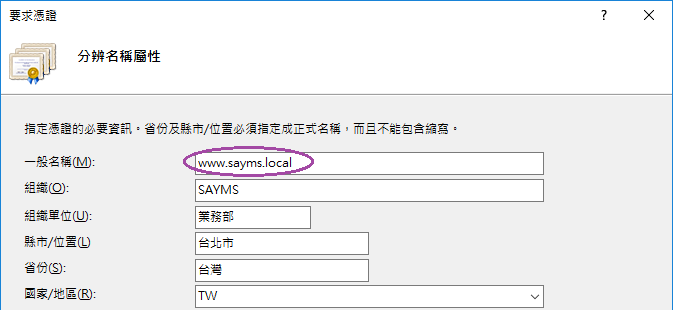 要求憑證
分辨名稱屬性
指定憑證的必要資訊。省份及縣市/位置必須指定成正式名稱，而且不能包含縮寫。
一般名稱(M): www.sayms.local
組織(O): SAYMS
組織單位(U): 業務部
縣市/位置(L) 台北市
省份(S): 台灣
國家/地區(R): TW